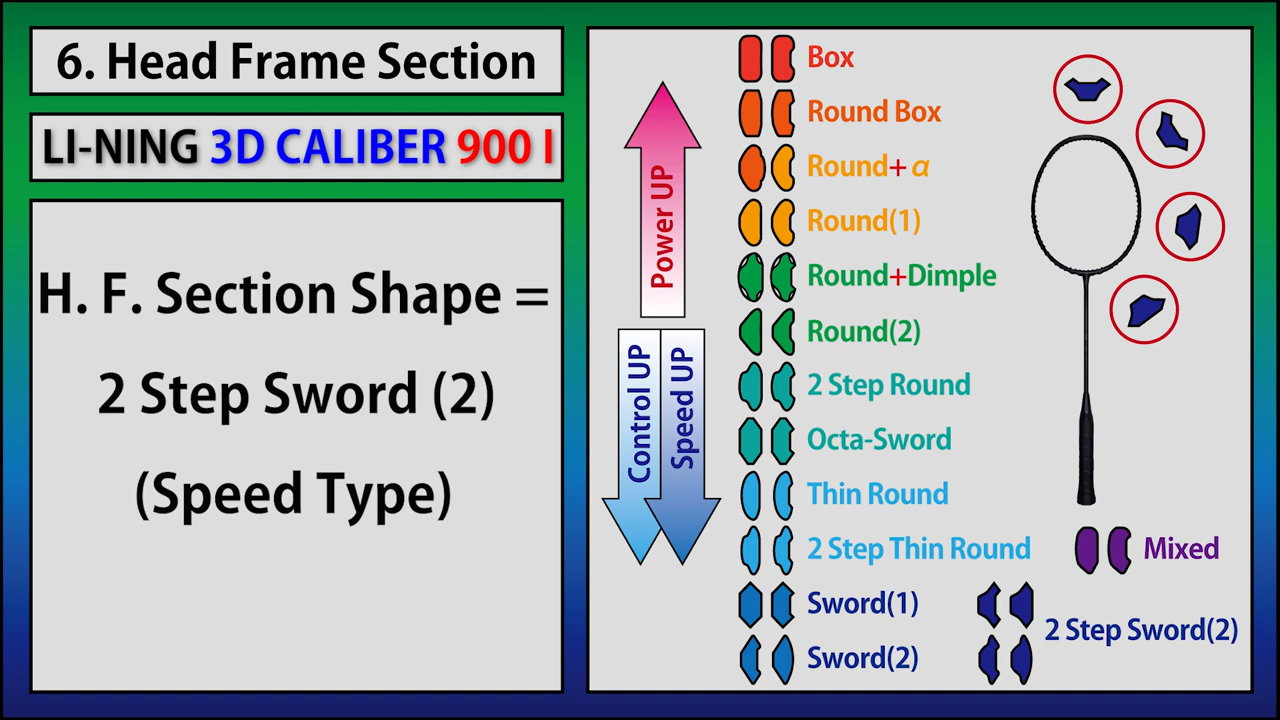 6. Head Frame Section
LI-NING 3D CALIBER 900 I
H. F. Section Shape =
2 Step Sword (2)
(Speed Type)
Power UP
Control UP
Speed UP
Box
Round Box
Round+ α
Round(1)
Round+Dimple
Round(2)
2 Step Round
Octa-Sword
Thin Round
2 Step Thin Round
Mixed
Sword(1)
2 Step Sword(2)
Sword(2)